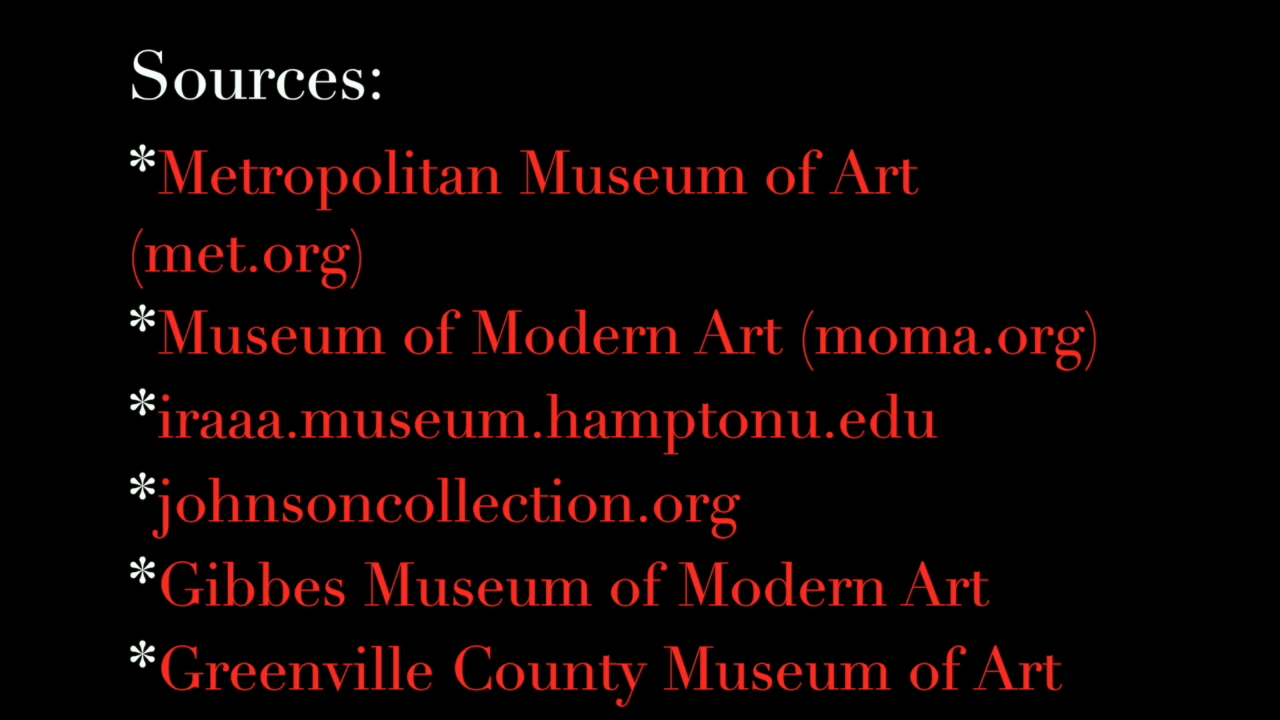 Sources:
*Metropolitan Museum of Art
(met.org)
*Museum of Modern Art (moma.org)
*iraaa.museum.hamptonu.edu
*johnsoncollection.org
*Gibbes Museum of Modern Art
*Greenville County Museum of Art